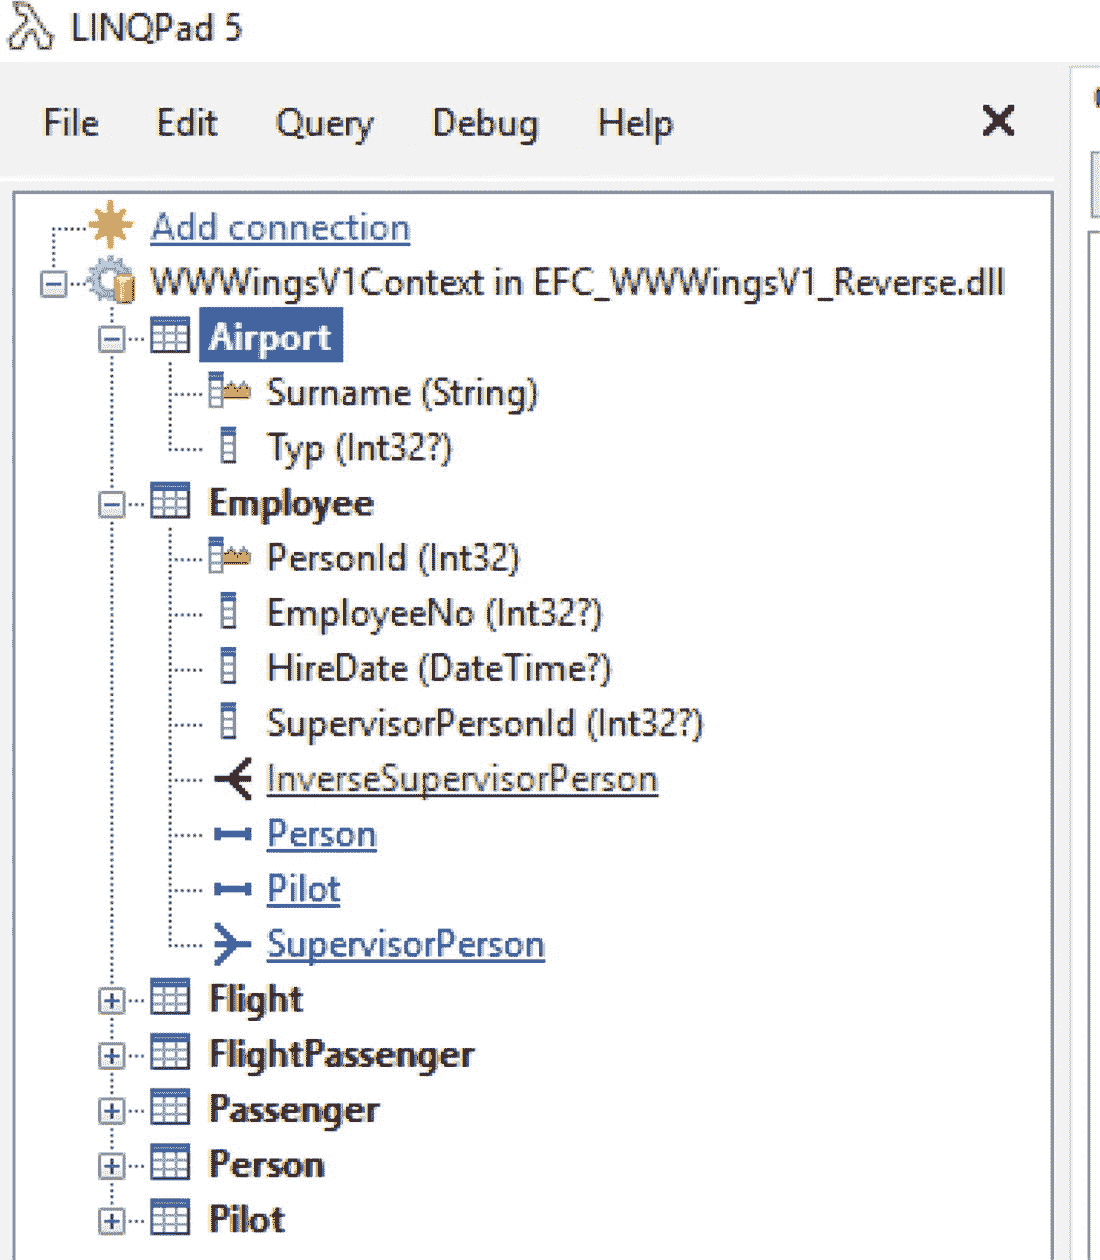 LINQPad 5
File Edit Query Debug Help
Add connection
WWWingsV1Context in EFC_WWWingsV1_Reverse.dll
Airport
Surname (String)
Typ (Int32?)
Employee
PersonId (Int32)
EmployeeNo (Int32?)
HireDate (DateTime?)
SupervisorPersonId (Int32?)
InverseSupervisorPerson
Person
Pilot
SupervisorPerson
Flight
FlightPassenger
Passenger
Person
Pilot